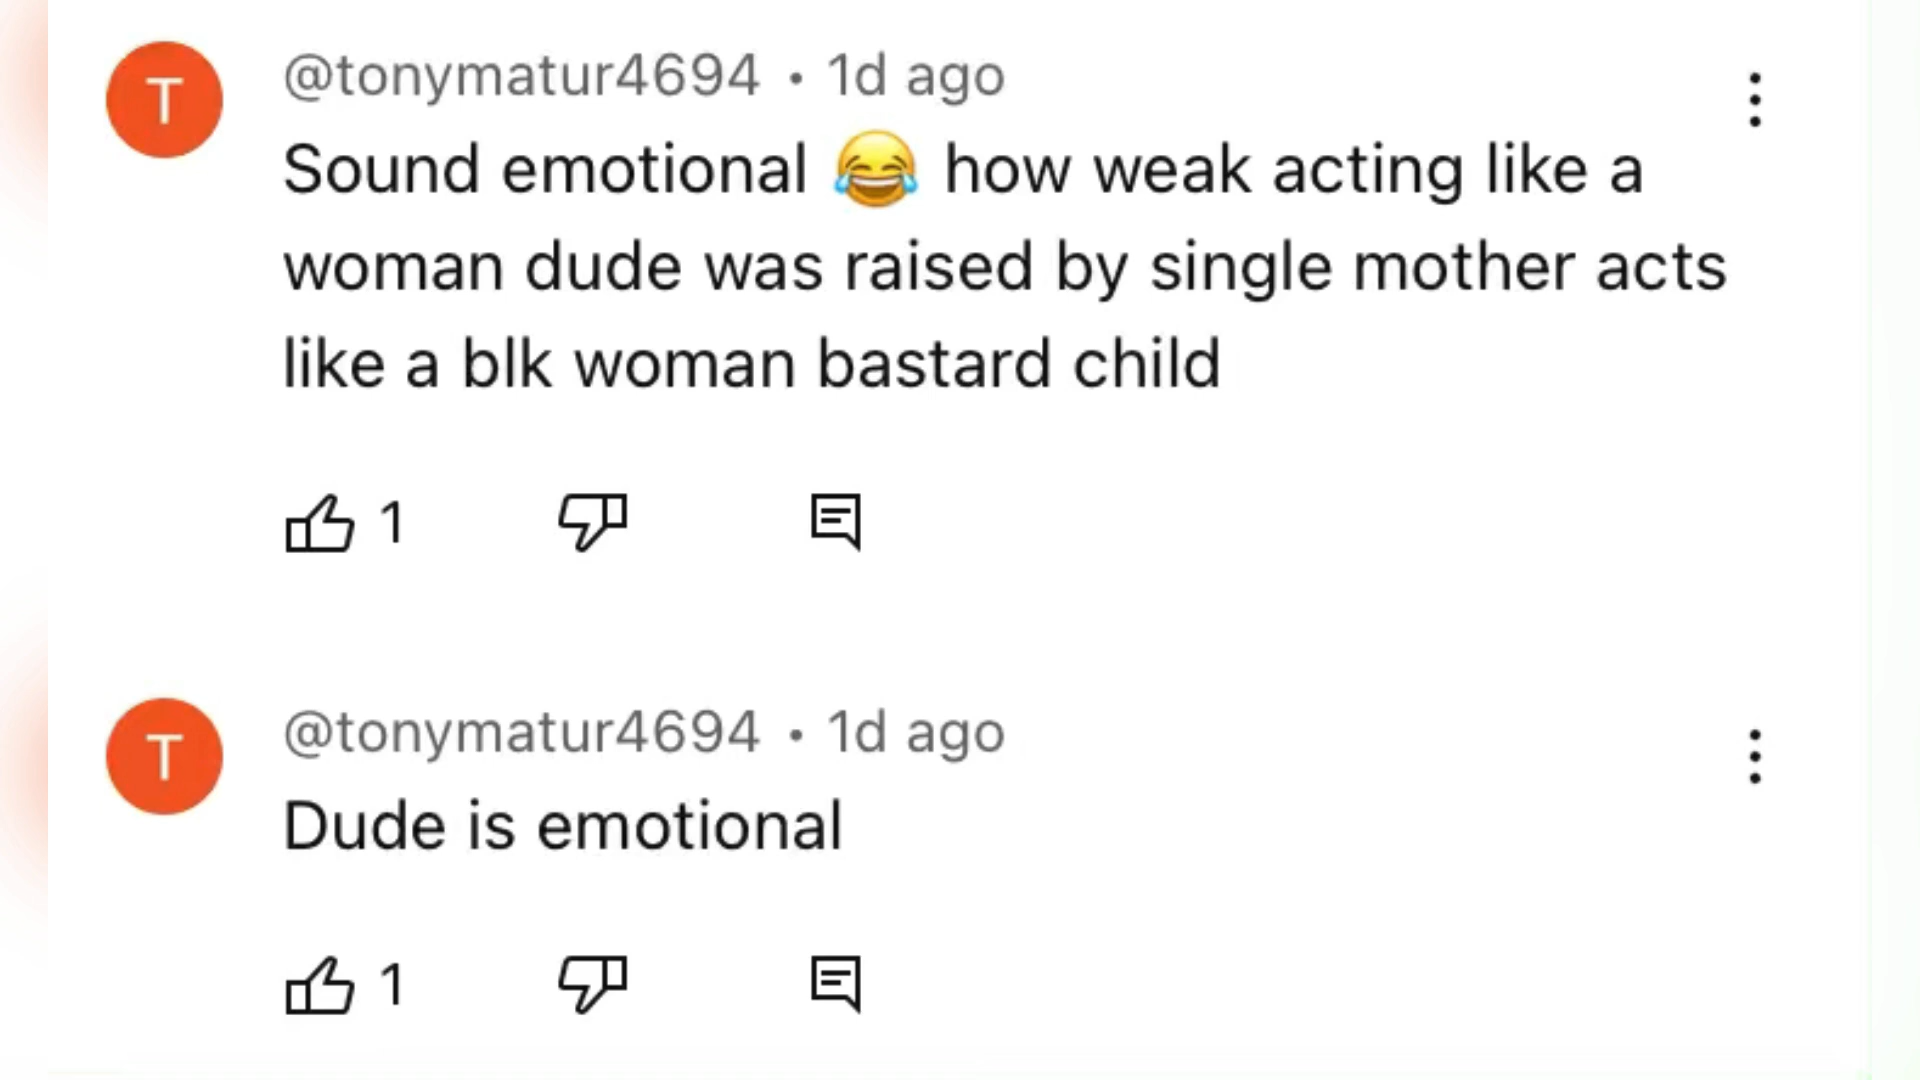 T
@tonymatur4694 • 1d ago
Sound emotional 😂 how weak acting like a
woman dude was raised by single mother acts
like a blk woman bastard child
1
T
@tonymatur4694 • 1d ago
Dude is emotional
1